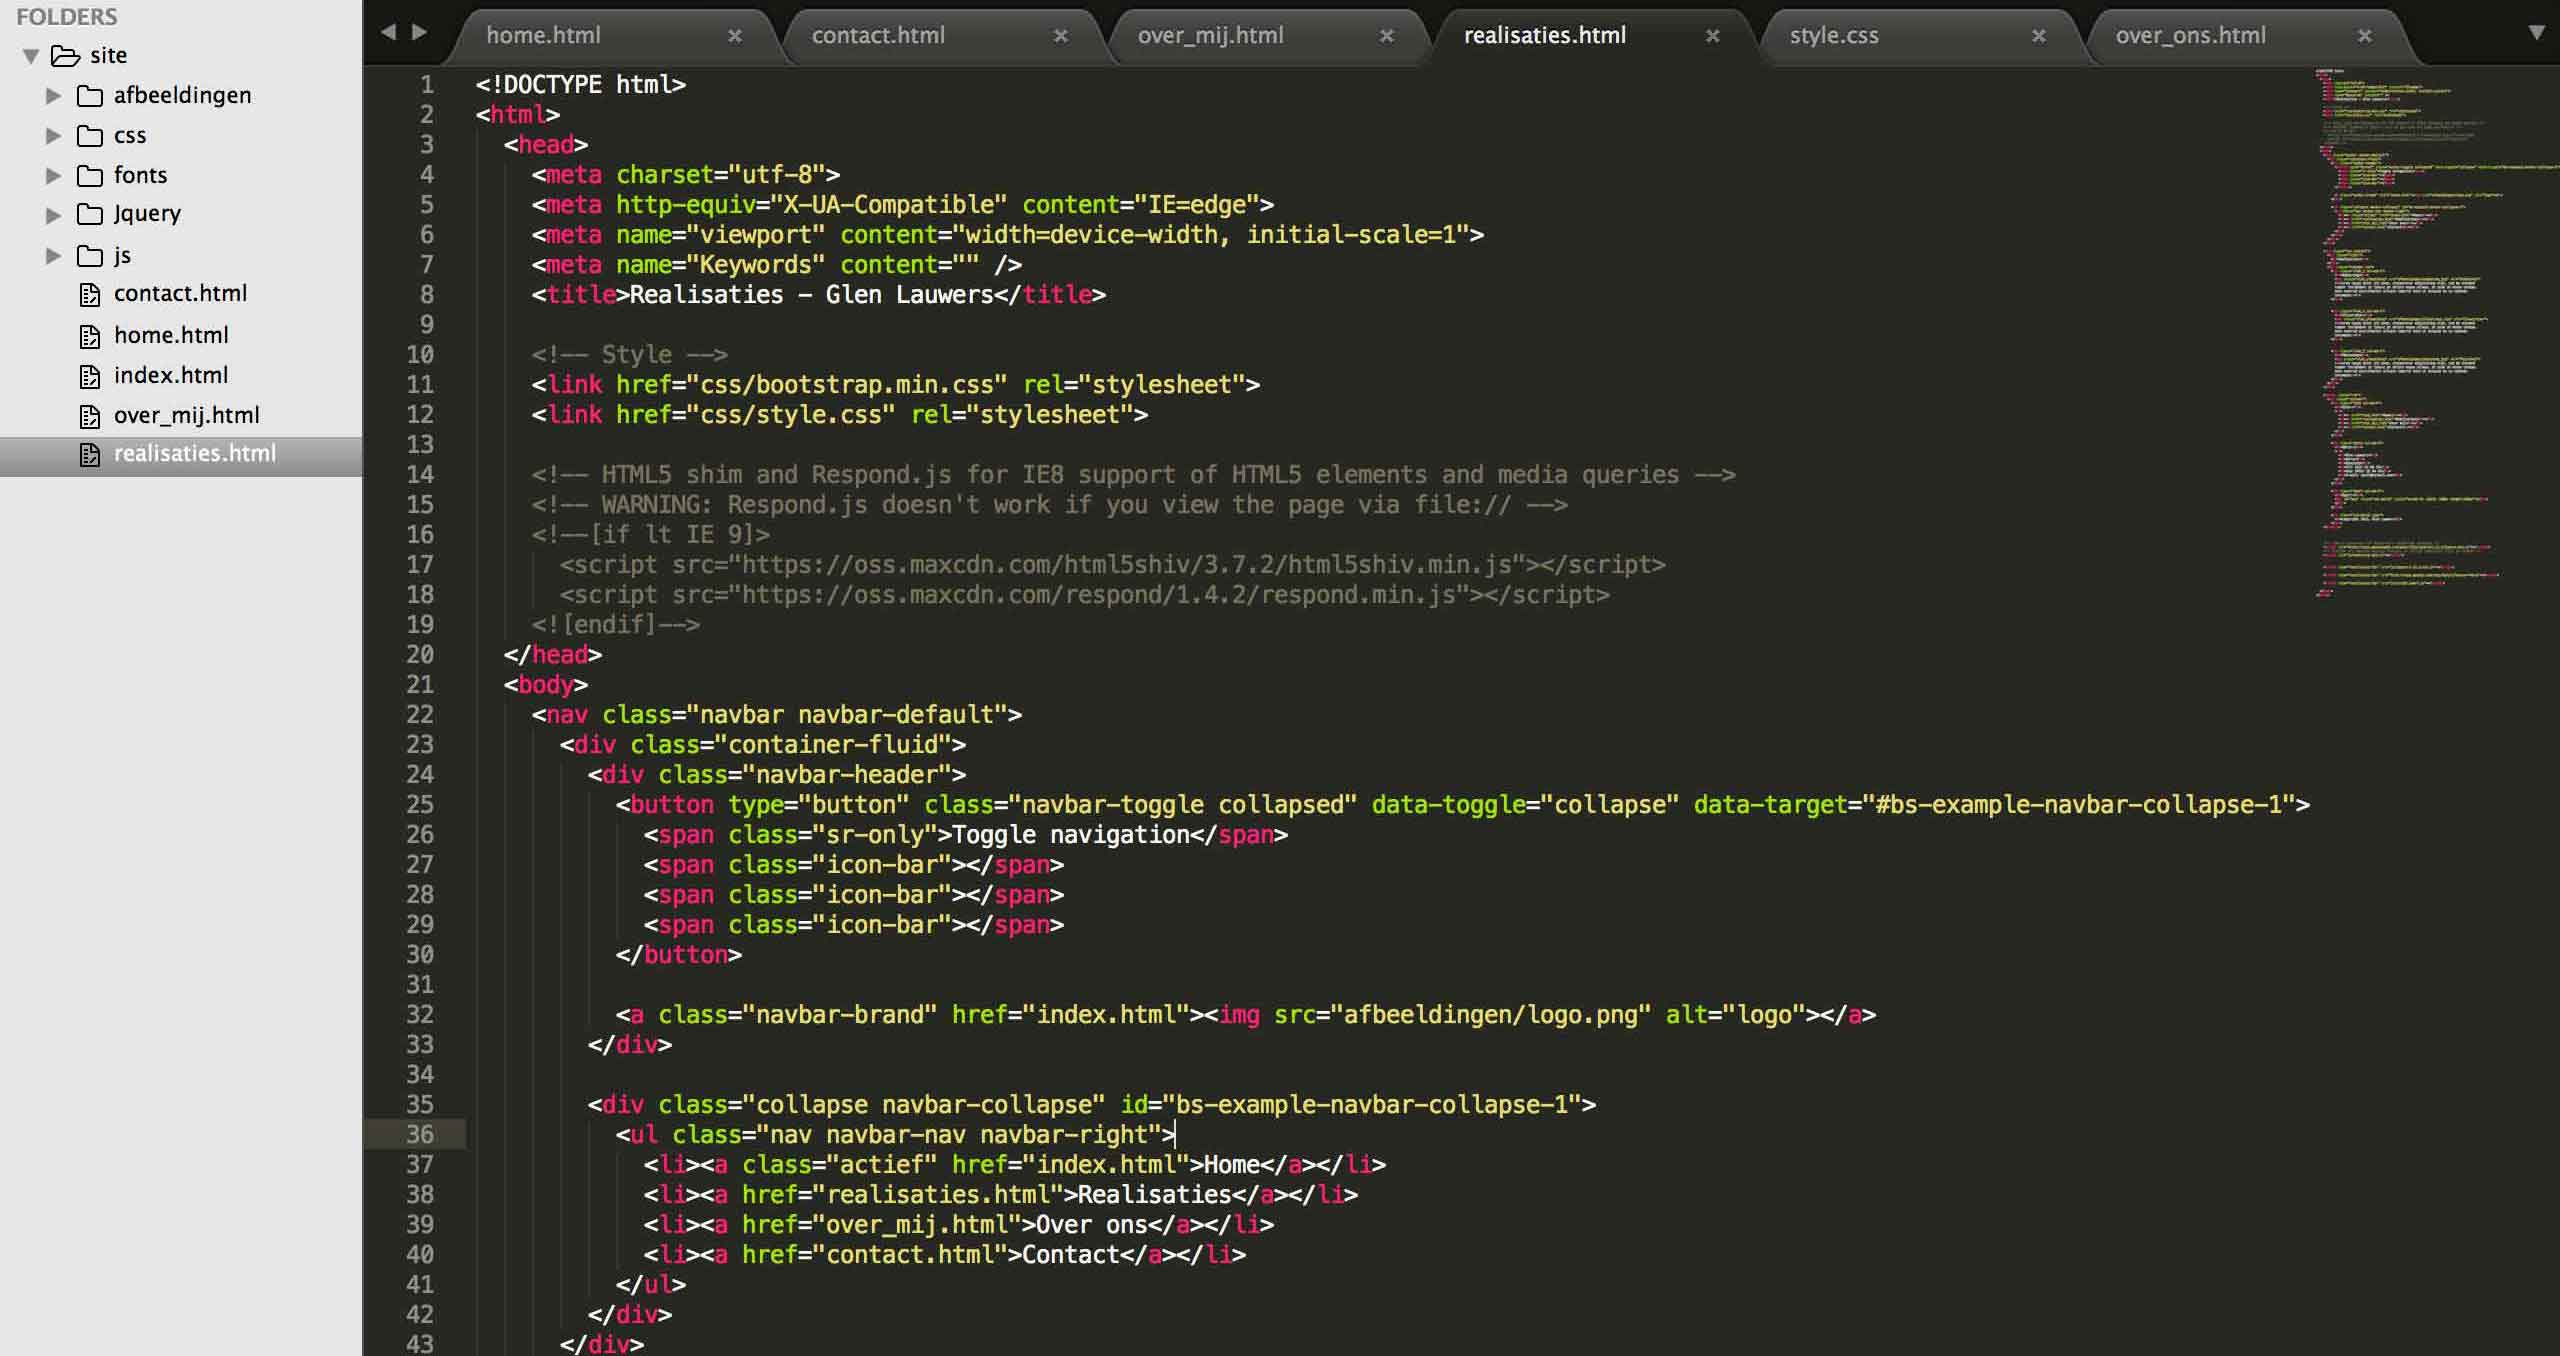 FOLDERS
site
afbeeldingen
css
fonts
Jquery
js
contact.html
home.html
index.html
over_mij.html
realisaties.html
home.html × contact.html × over_mij.html × realisaties.html × style.css × over_ons.html ×
1 <!DOCTYPE html>
2 <html>
3 <head>
4 <meta charset="utf-8">
5 <meta http-equiv="X-UA-Compatible" content="IE=edge">
6 <meta name="viewport" content="width=device-width, initial-scale=1">
7 <meta name="Keywords" content="" />
8 <title>Realisaties - Glen Lauwers</title>
9
10 <!-- Style -->
11 <link href="css/bootstrap.min.css" rel="stylesheet">
12 <link href="css/style.css" rel="stylesheet">
13
14 <!-- HTML5 shim and Respond.js for IE8 support of HTML5 elements and media queries -->
15 <!-- WARNING: Respond.js doesn't work if you view the page via file:// -->
16 <!--[if lt IE 9]>
17 <script src="https://oss.maxcdn.com/html5shiv/3.7.2/html5shiv.min.js"></script>
18 <script src="https://oss.maxcdn.com/respond/1.4.2/respond.min.js"></script>
19 <![endif]-->
20 </head>
21 <body>
22 <nav class="navbar navbar-default">
23 <div class="container-fluid">
24 <div class="navbar-header">
25 <button type="button" class="navbar-toggle collapsed" data-toggle="collapse" data-target="#bs-example-navbar-collapse-1">
26 <span class="sr-only">Toggle navigation</span>
27 <span class="icon-bar"></span>
28 <span class="icon-bar"></span>
29 <span class="icon-bar"></span>
30 </button>
31
32 <a class="navbar-brand" href="index.html"><img src="afbeeldingen/logo.png" alt="logo"></a>
33 </div>
34
35 <div class="collapse navbar-collapse" id="bs-example-navbar-collapse-1">
36 <ul class="nav navbar-nav navbar-right">
37 <li><a class="actief" href="index.html">Home</a></li>
38 <li><a href="realisaties.html">Realisaties</a></li>
39 <li><a href="over_mij.html">Over ons</a></li>
40 <li><a href="contact.html">Contact</a></li>
41 </ul>
42 </div>
43 </div>